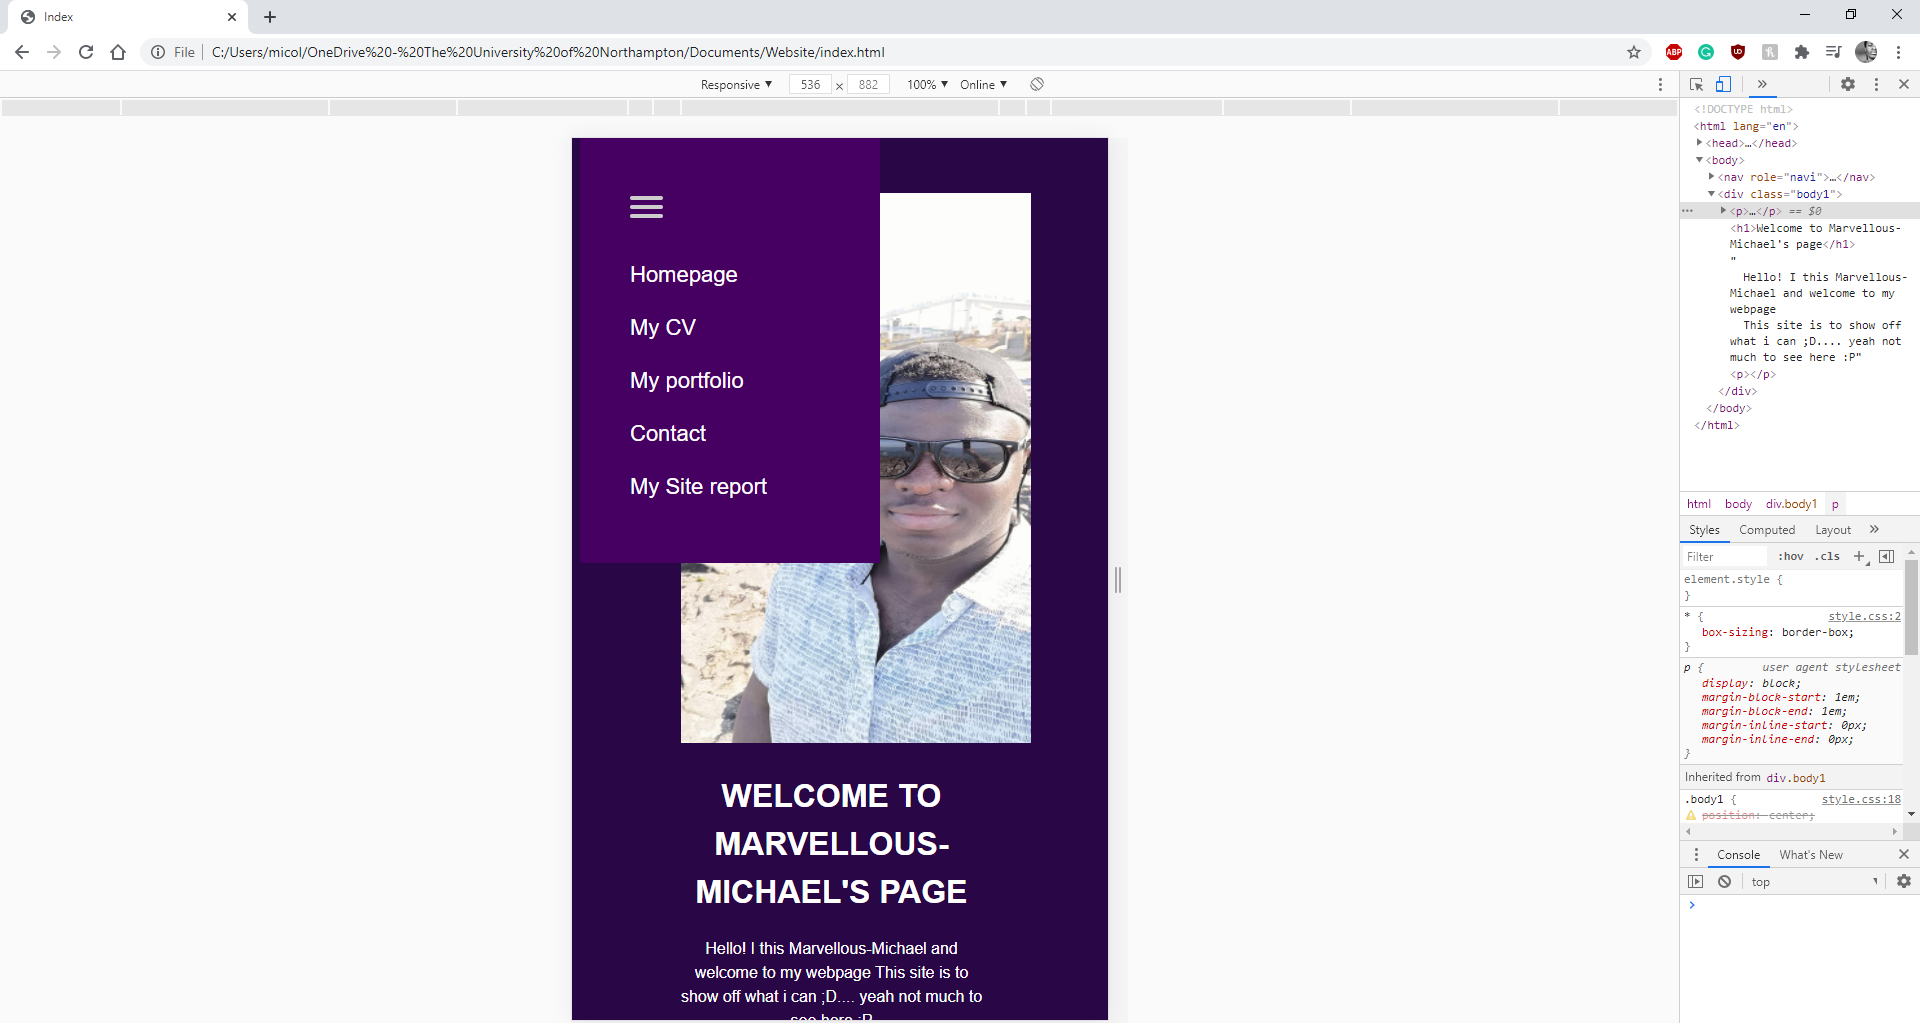 Index
File
C:/Users/micol/OneDrive%20-%20The%20University%20of%20Northampton/Documents/Website/index.html
ABP
Responsive ▼ 536 × 882 100% ▼ Online ▼
Homepage
My CV
My portfolio
Contact
My Site report
WELCOME TO
MARVELLOUS-
MICHAEL'S PAGE
Hello! I this Marvellous-Michael and
welcome to my webpage This site is to
show off what i can ;D.... yeah not much to
see here :P
<!DOCTYPE html>
<html lang="en">
<head>…</head>
<body>
<nav role="navi">…</nav>
<div class="body1">
<p>…</p> == $0
<h1>Welcome to Marvellous-
Michael's page</h1>
"
Hello! I this Marvellous-
Michael and welcome to my
webpage
This site is to show off
what i can ;D.... yeah not
much to see here :P"
<p></p>
</div>
</body>
</html>
html body div.body1 p
Styles Computed Layout »
Filter :hov .cls +
element.style {
}
* { style.css:2
box-sizing: border-box;
}
p { user agent stylesheet
display: block;
margin-block-start: 1em;
margin-block-end: 1em;
margin-inline-start: 0px;
margin-inline-end: 0px;
}
Inherited from div.body1
.body1 { style.css:18
position: center;
Console What's New
top